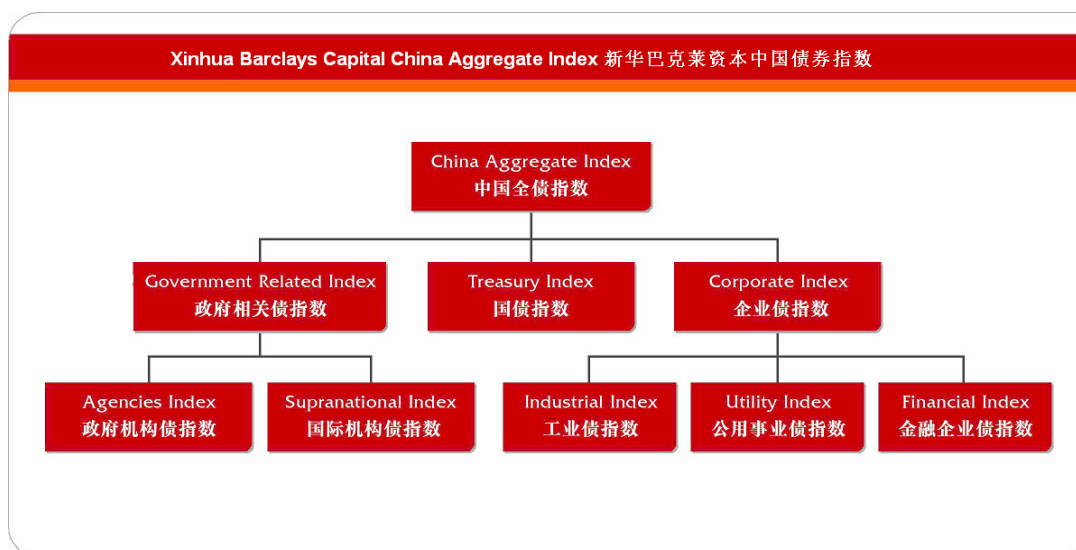 Xinhua Barclays Capital China Aggregate Index 新华巴克莱资本中国债券指数
China Aggregate Index
中国全债指数
Government Related Index
政府相关债指数
Treasury Index
国债指数
Corporate Index
企业债指数
Agencies Index
政府机构债指数
Supranational Index
国际机构债指数
Industrial Index
工业债指数
Utility Index
公用事业债指数
Financial Index
金融企业债指数